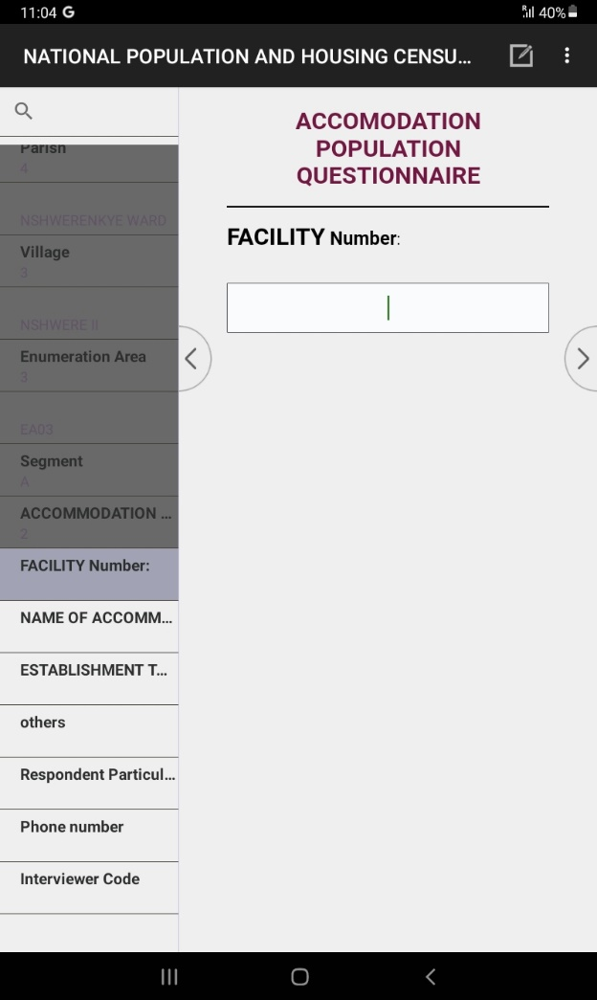 11:04 G
R 40%
NATIONAL POPULATION AND HOUSING CENSU...
Parish
4
NSHWERENKYE WARD
Village
3
NSHWERE II
Enumeration Area
3
EA03
Segment
A
ACCOMMODATION ...
2
FACILITY Number:
NAME OF ACCOMM...
ESTABLISHMENT T...
others
Respondent Particul...
Phone number
Interviewer Code
ACCOMODATION
POPULATION
QUESTIONNAIRE
FACILITY Number: